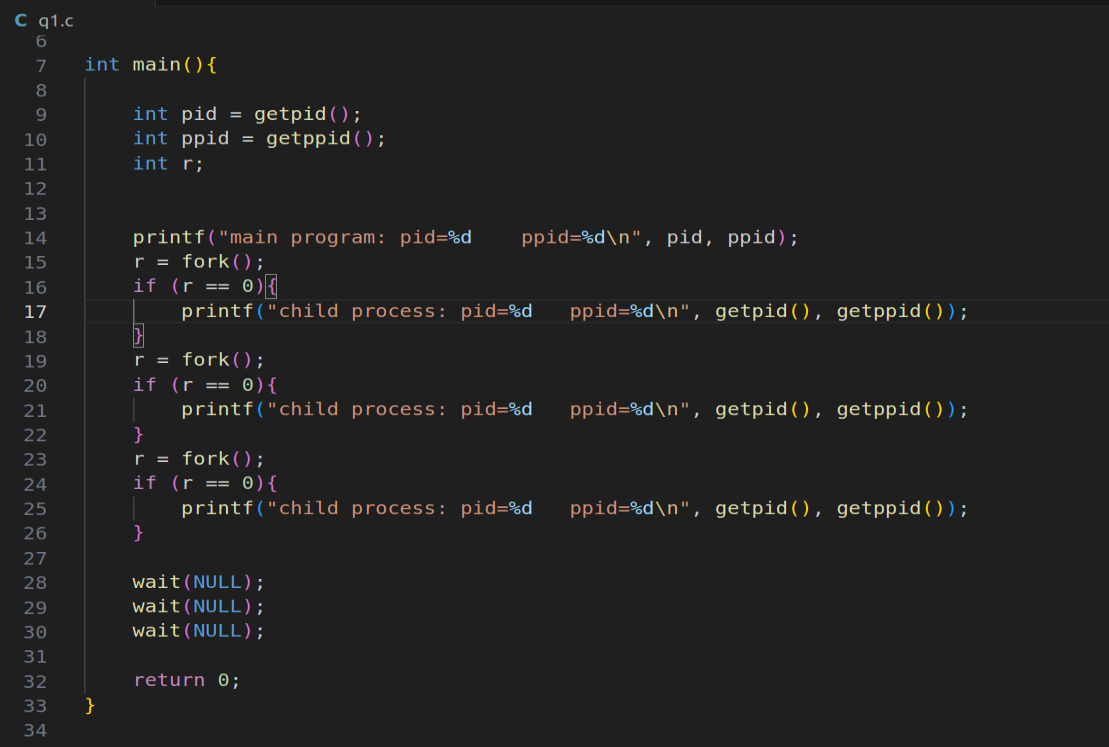 C q1.c
6
7 int main(){
8
9     int pid = getpid();
10     int ppid = getppid();
11     int r;
12
13
14     printf("main program: pid=%d    ppid=%d\n", pid, ppid);
15     r = fork();
16     if (r == 0){
17         printf("child process: pid=%d   ppid=%d\n", getpid(), getppid());
18     }
19     r = fork();
20     if (r == 0){
21         printf("child process: pid=%d   ppid=%d\n", getpid(), getppid());
22     }
23     r = fork();
24     if (r == 0){
25         printf("child process: pid=%d   ppid=%d\n", getpid(), getppid());
26     }
27
28     wait(NULL);
29     wait(NULL);
30     wait(NULL);
31
32     return 0;
33 }
34